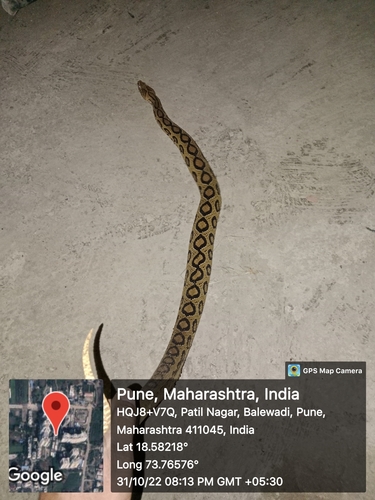 GPS Map Camera
Pune, Maharashtra, India
HQJ8+V7Q, Patil Nagar, Balewadi, Pune,
Maharashtra 411045, India
Lat 18.58218°
Long 73.76576°
31/10/22 08:13 PM GMT +05:30
Google